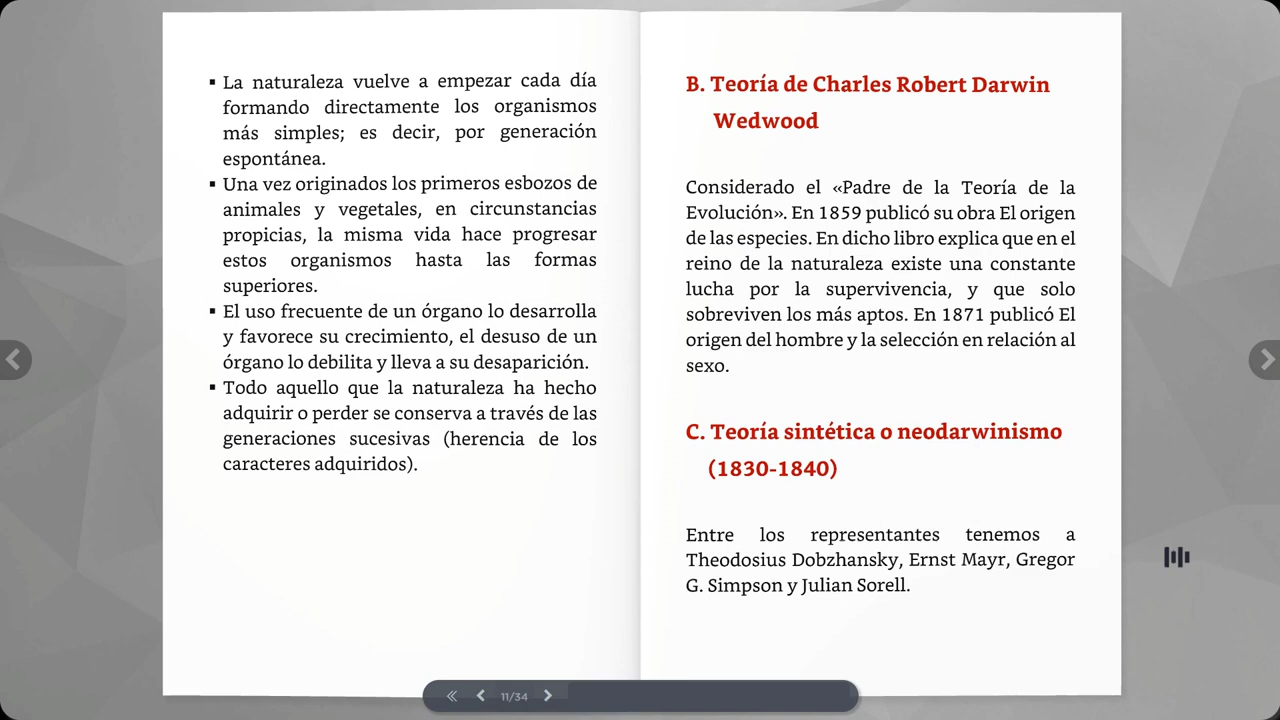 ▪ La naturaleza vuelve a empezar cada día
formando directamente los organismos
más simples; es decir, por generación
espontánea.
▪ Una vez originados los primeros esbozos de
animales y vegetales, en circunstancias
propicias, la misma vida hace progresar
estos organismos hasta las formas
superiores.
▪ El uso frecuente de un órgano lo desarrolla
y favorece su crecimiento, el desuso de un
órgano lo debilita y lleva a su desaparición.
▪ Todo aquello que la naturaleza ha hecho
adquirir o perder se conserva a través de las
generaciones sucesivas (herencia de los
caracteres adquiridos).
B. Teoría de Charles Robert Darwin
Wedwood
Considerado el «Padre de la Teoría de la
Evolución». En 1859 publicó su obra El origen
de las especies. En dicho libro explica que en el
reino de la naturaleza existe una constante
lucha por la supervivencia, y que solo
sobreviven los más aptos. En 1871 publicó El
origen del hombre y la selección en relación al
sexo.
C. Teoría sintética o neodarwinismo
(1830-1840)
Entre los representantes tenemos a
Theodosius Dobzhansky, Ernst Mayr, Gregor
G. Simpson y Julian Sorell.
11/34